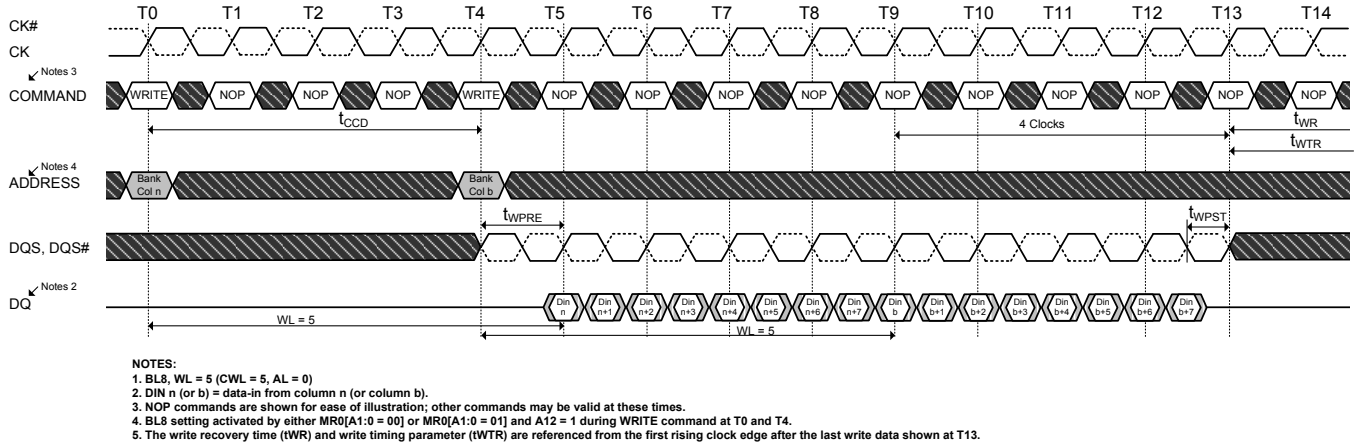 T0 T1 T2 T3 T4 T5 T6 T7 T8 T9 T10 T11 T12 T13 T14
CK#
CK
Notes 3
COMMAND WRITE NOP NOP NOP WRITE NOP NOP NOP NOP NOP NOP NOP NOP NOP NOP
tCCD 4 Clocks tWR
tWTR
Notes 4
ADDRESS
Bank Bank
Col n Col b
tWPRE tWPST
DQS, DQS#
Notes 2
DQ
Din Din Din Din Din Din Din Din Din Din Din Din Din Din Din Din
n n+1 n+2 n+3 n+4 n+5 n+6 n+7 b b+1 b+2 b+3 b+4 b+5 b+6 b+7
WL = 5 WL = 5
NOTES:
1. BL8, WL = 5 (CWL = 5, AL = 0)
2. DIN n (or b) = data-in from column n (or column b).
3. NOP commands are shown for ease of illustration; other commands may be valid at these times.
4. BL8 setting activated by either MR0[A1:0 = 00] or MR0[A1:0 = 01] and A12 = 1 during WRITE command at T0 and T4.
5. The write recovery time (tWR) and write timing parameter (tWTR) are referenced from the first rising clock edge after the last write data shown at T13.